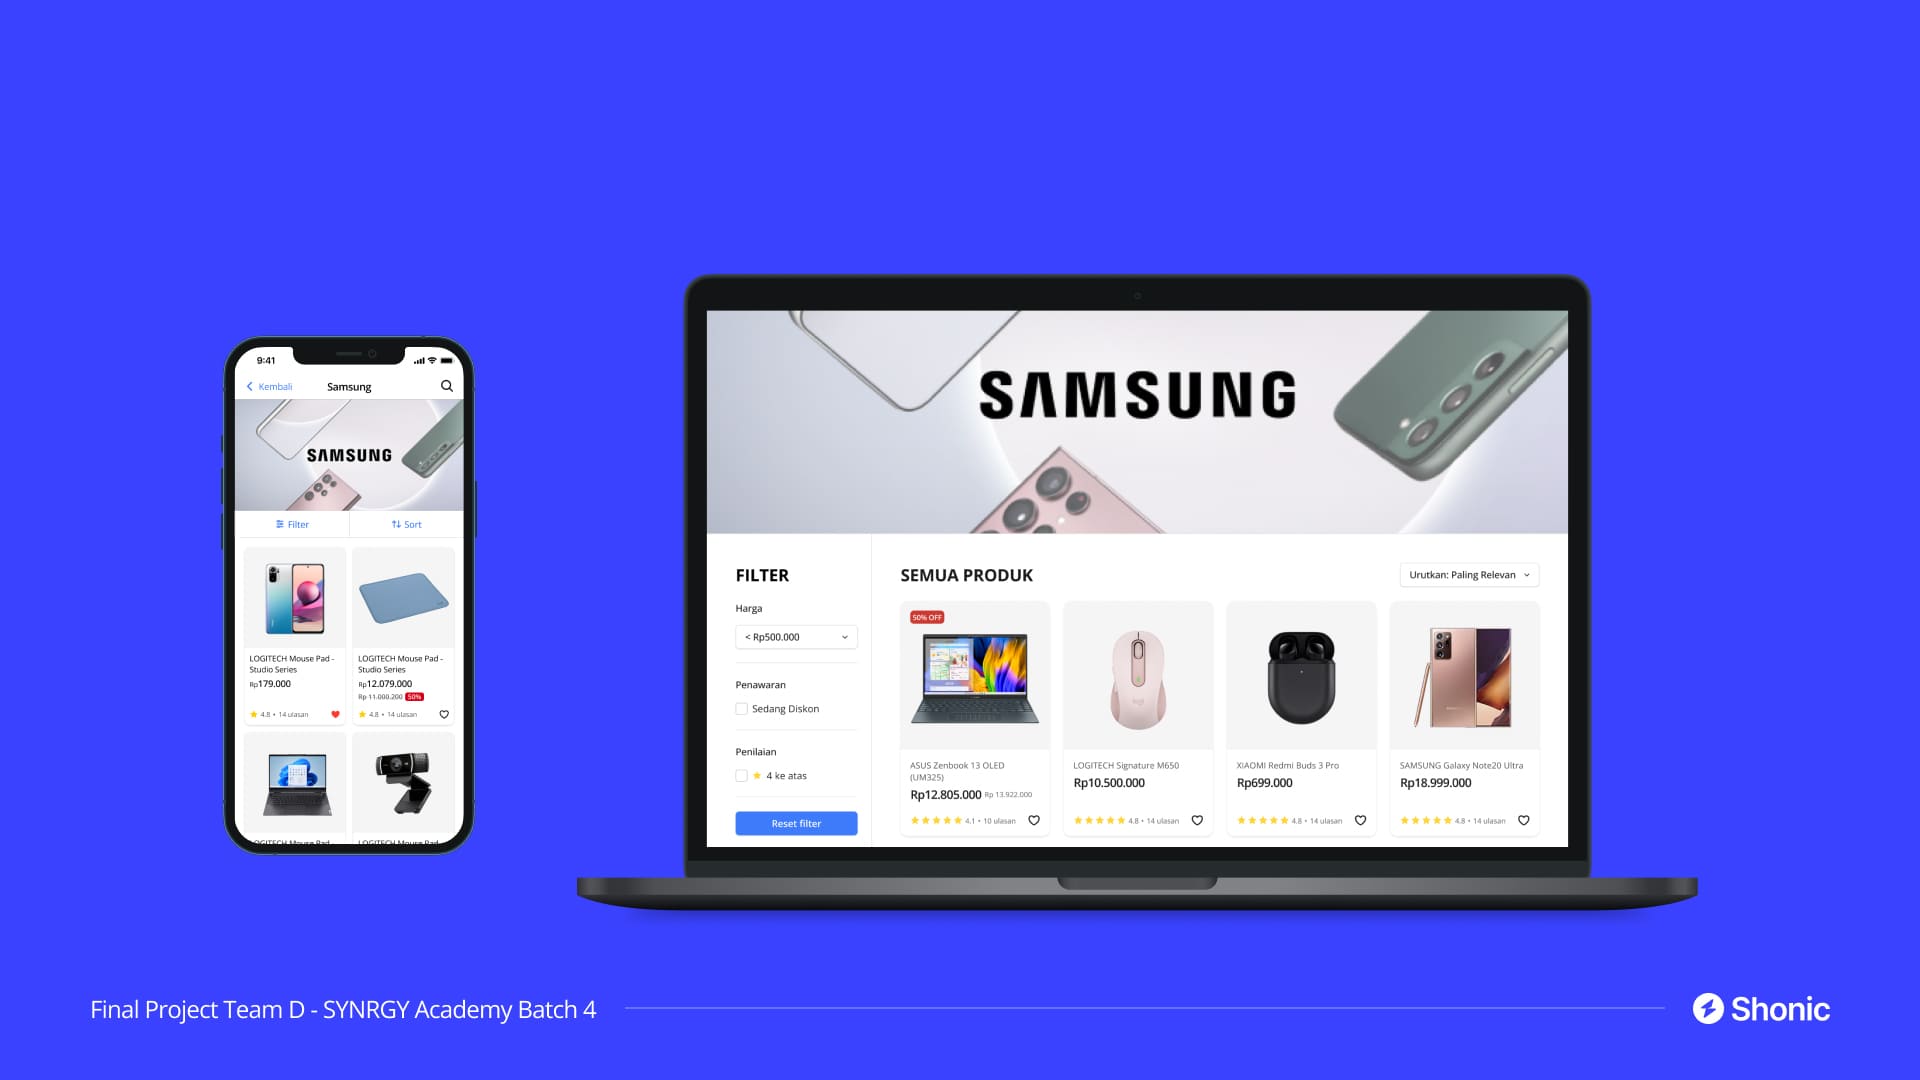 9:41
Kembali
Samsung
SAMSUNG
Filter
Sort
LOGITECH Mouse Pad -
Studio Series
Rp179.000
4.8 • 14 ulasan
LOGITECH Mouse Pad -
Studio Series
Rp12.079.000
Rp 11.000.200 50%
4.8 • 14 ulasan
LOGITECH Mouse Pad
LOGITECH Mouse Pad
SAMSUNG
FILTER
Harga
< Rp500.000
Penawaran
Sedang Diskon
Penilaian
4 ke atas
Reset filter
SEMUA PRODUK
Urutkan: Paling Relevan
50% OFF
ASUS Zenbook 13 OLED
(UM325)
Rp12.805.000 Rp 13.922.000
4.1 • 10 ulasan
LOGITECH Signature M650
Rp10.500.000
4.8 • 14 ulasan
XIAOMI Redmi Buds 3 Pro
Rp699.000
4.8 • 14 ulasan
SAMSUNG Galaxy Note20 Ultra
Rp18.999.000
4.8 • 14 ulasan
Final Project Team D - SYNRGY Academy Batch 4
Shonic